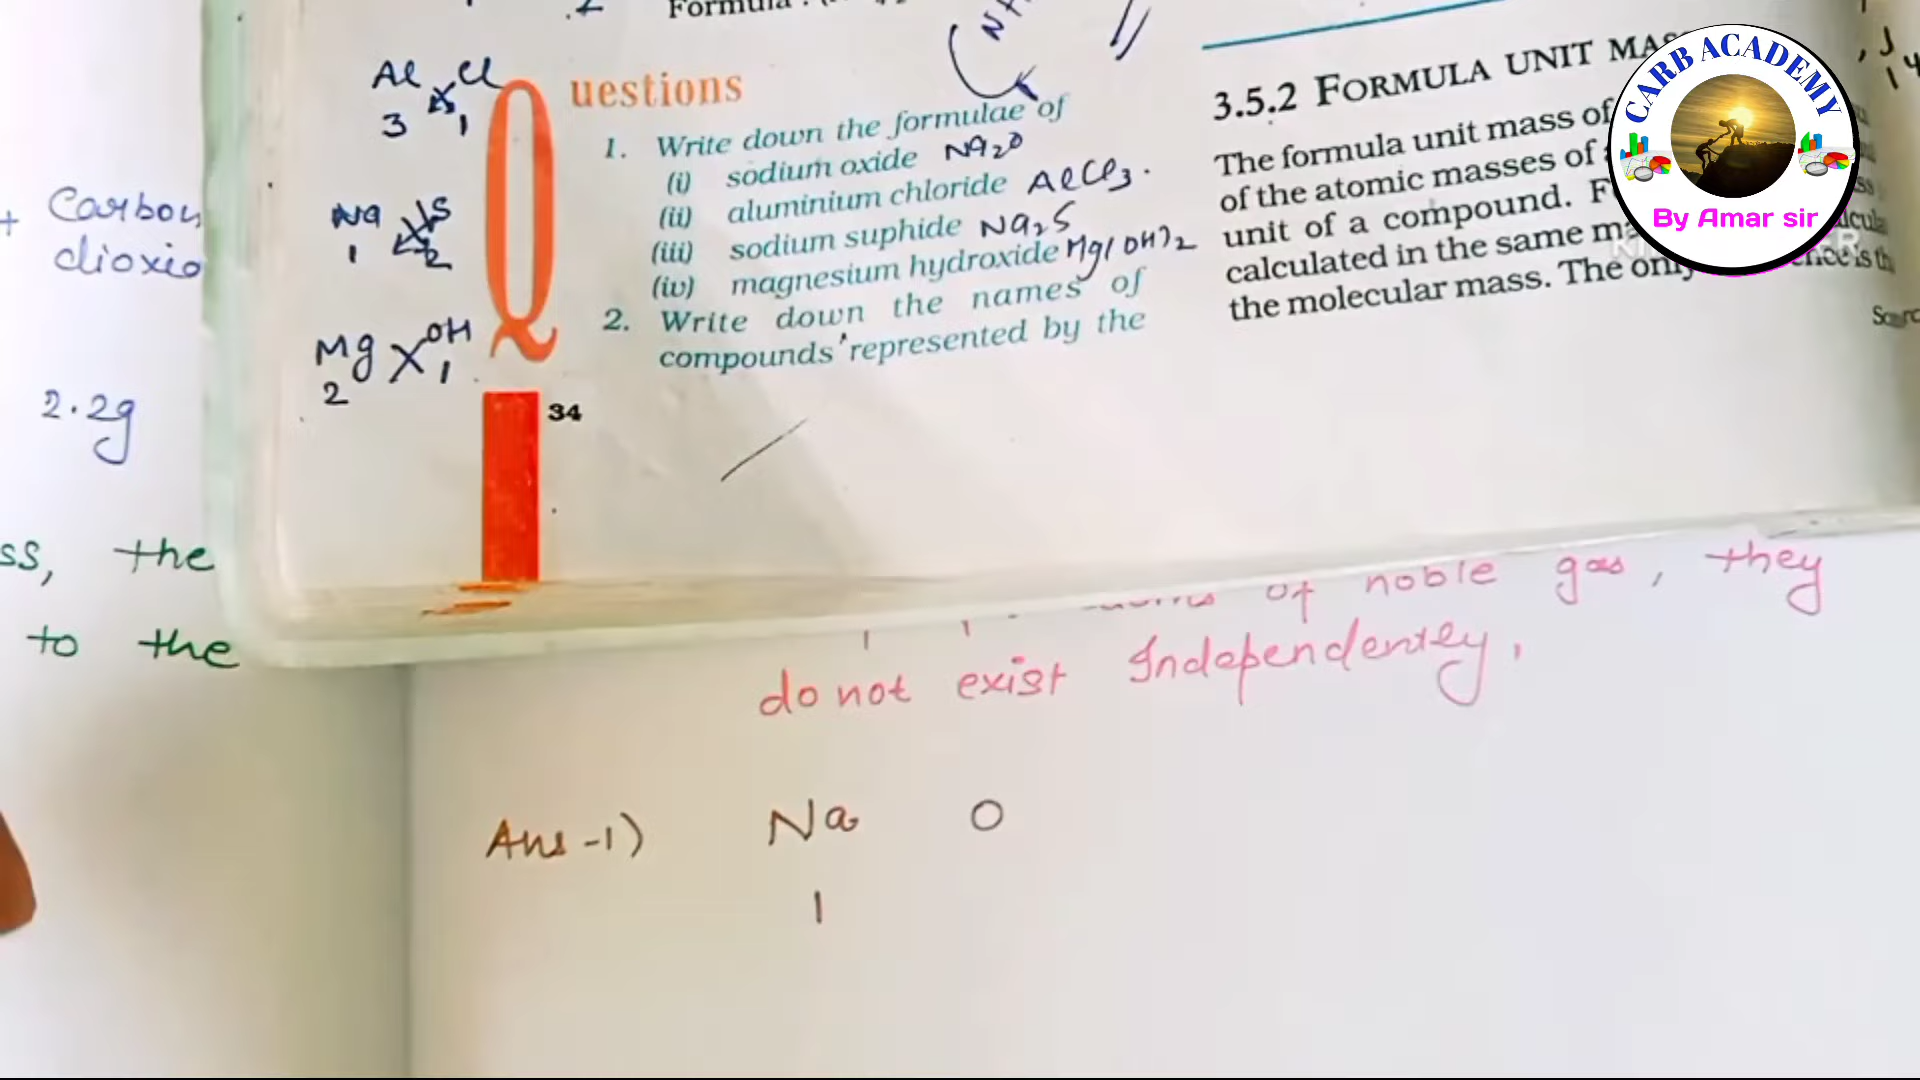 Formula :
Al Cl
3 1
uestions
1. Write down the formulae of
(i) sodium oxide Na2O
(ii) aluminium chloride AlCl3.
(iii) sodium suphide Na2S
(iv) magnesium hydroxide Mg(OH)2
2. Write down the names of
compounds represented by the
Na S
1 2
Mg OH
2 1
34
3.5.2 FORMULA UNIT
The formula unit mass of
of the atomic masses of
unit of a compound.
calculated in the same
the molecular mass. The only is
CARB ACADEMY
By Amar sir
+ Carbon
dioxid
2.2g
ss, the
to the
of noble gas, they
do not exist Independently,
Ans-1) Na O
1